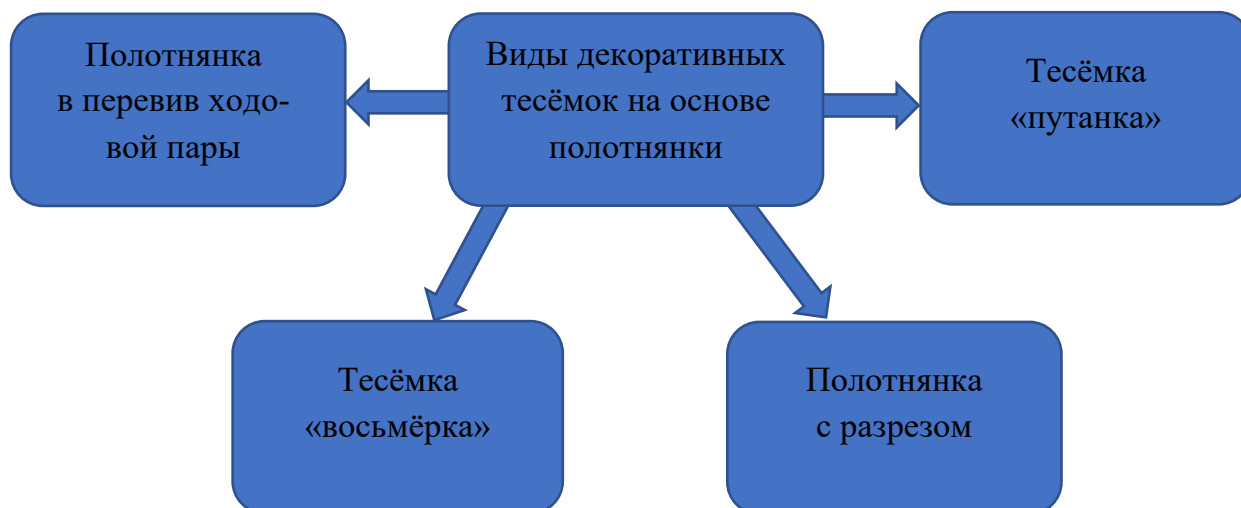 Полотнянка
в перевив ходо-
вой пары
Виды декоративных
тесёмок на основе
полотнянки
Тесёмка
«путанка»
Тесёмка
«восьмёрка»
Полотнянка
с разрезом